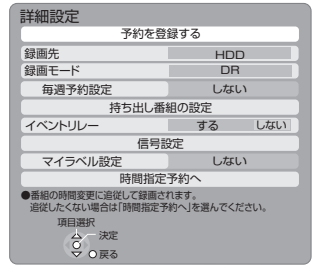 詳細設定
予約を登録する
録画先 HDD
録画モード DR
毎週予約設定 しない
持ち出し番組の設定
イベントリレー する しない
信号設定
マイラベル設定 しない
時間指定予約へ
●番組の時間変更に追従して録画されます。
追従したくない場合は「時間指定予約へ」を選んでください。
項目選択
決定
戻る